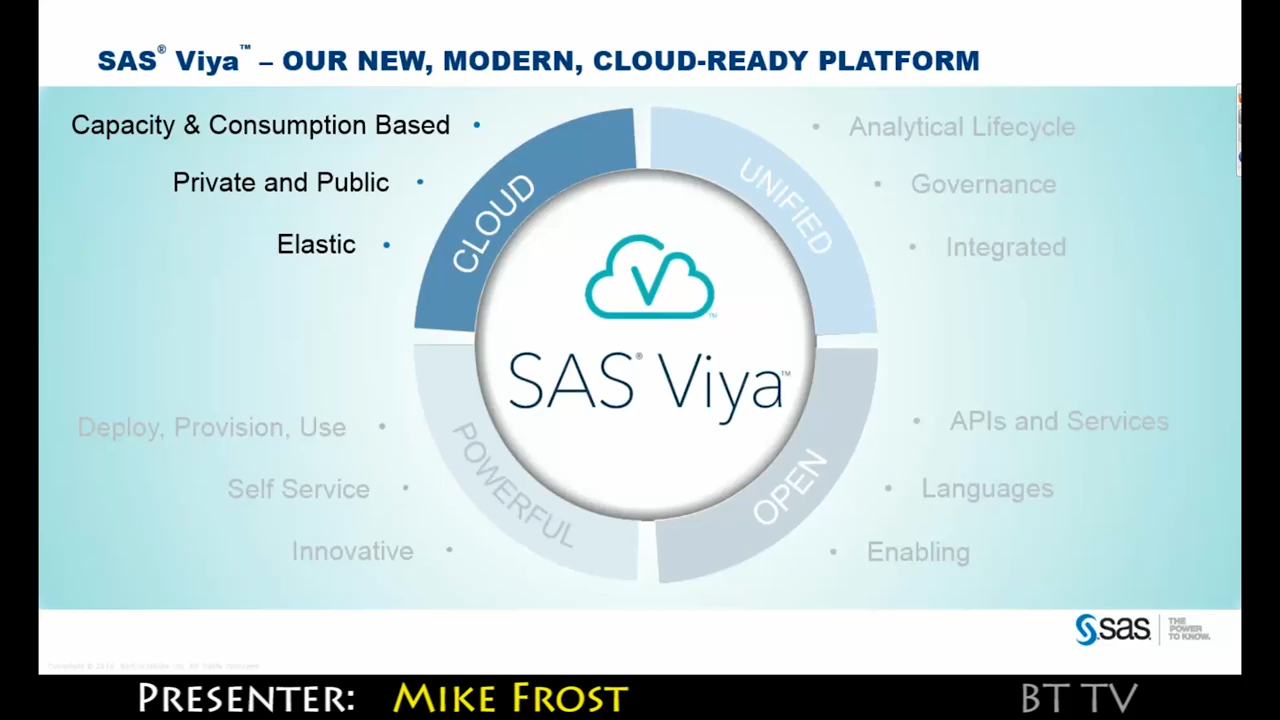 SAS® Viya™ – OUR NEW, MODERN, CLOUD-READY PLATFORM
Capacity & Consumption Based
Private and Public
Elastic
CLOUD
UNIFIED
Analytical Lifecycle
Governance
Integrated
SAS® Viya™
Deploy, Provision, Use
Self Service
Innovative
POWERFUL
OPEN
APIs and Services
Languages
Enabling
sas.
THE
POWER
TO KNOW.
PRESENTER: MIKE FROST
BT TV